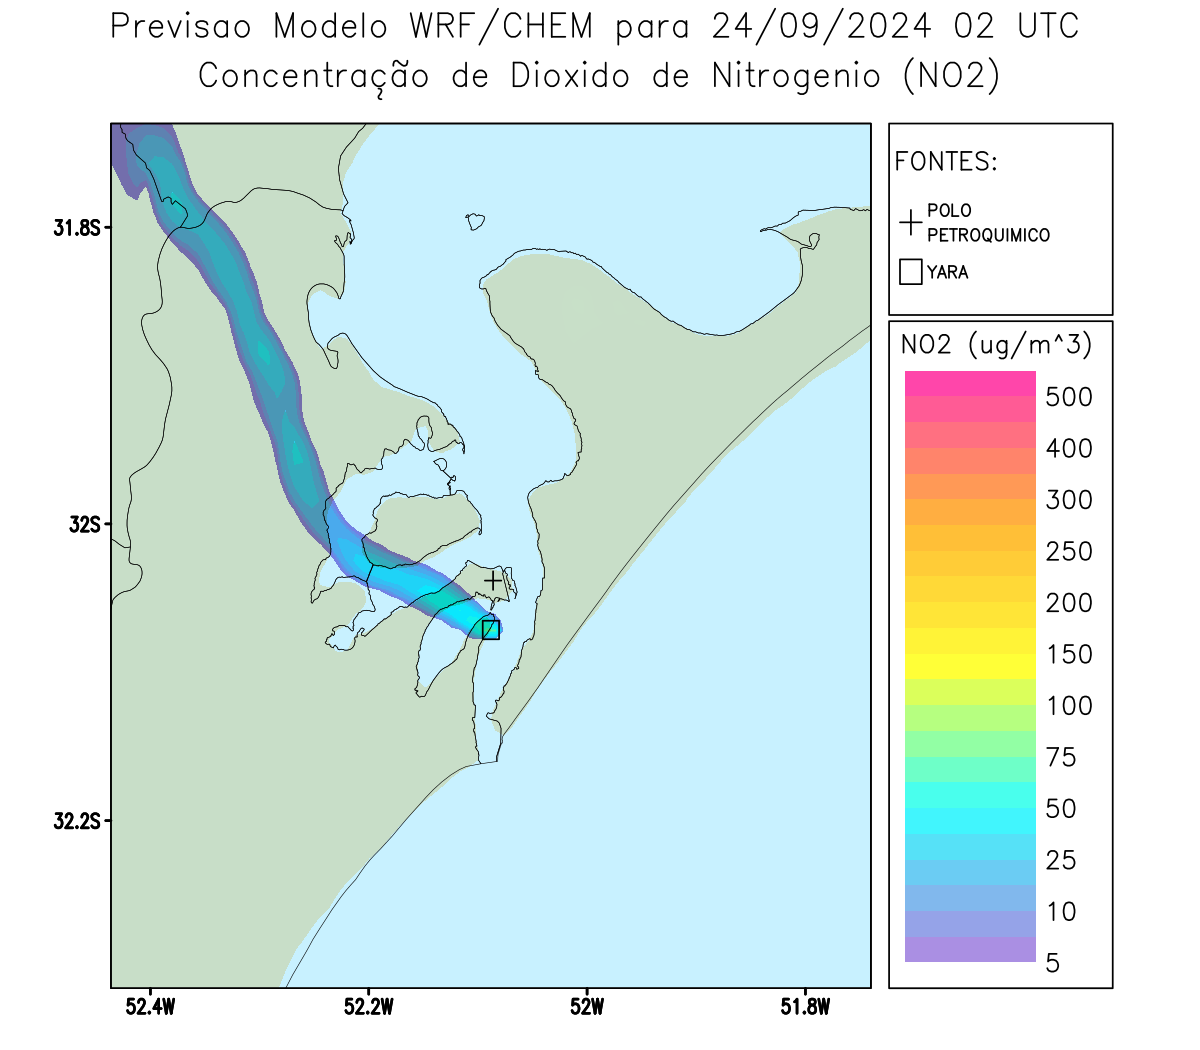 Previsao Modelo WRF/CHEM para 24/09/2024 02 UTC
Concentração de Dioxido de Nitrogenio (NO2)
FONTES:
POLO
PETROQUIMICO
YARA
NO2 (ug/m^3)
500
400
300
250
200
150
100
75
50
25
10
5
31.8S
32S
32.2S
52.4W
52.2W
52W
51.8W